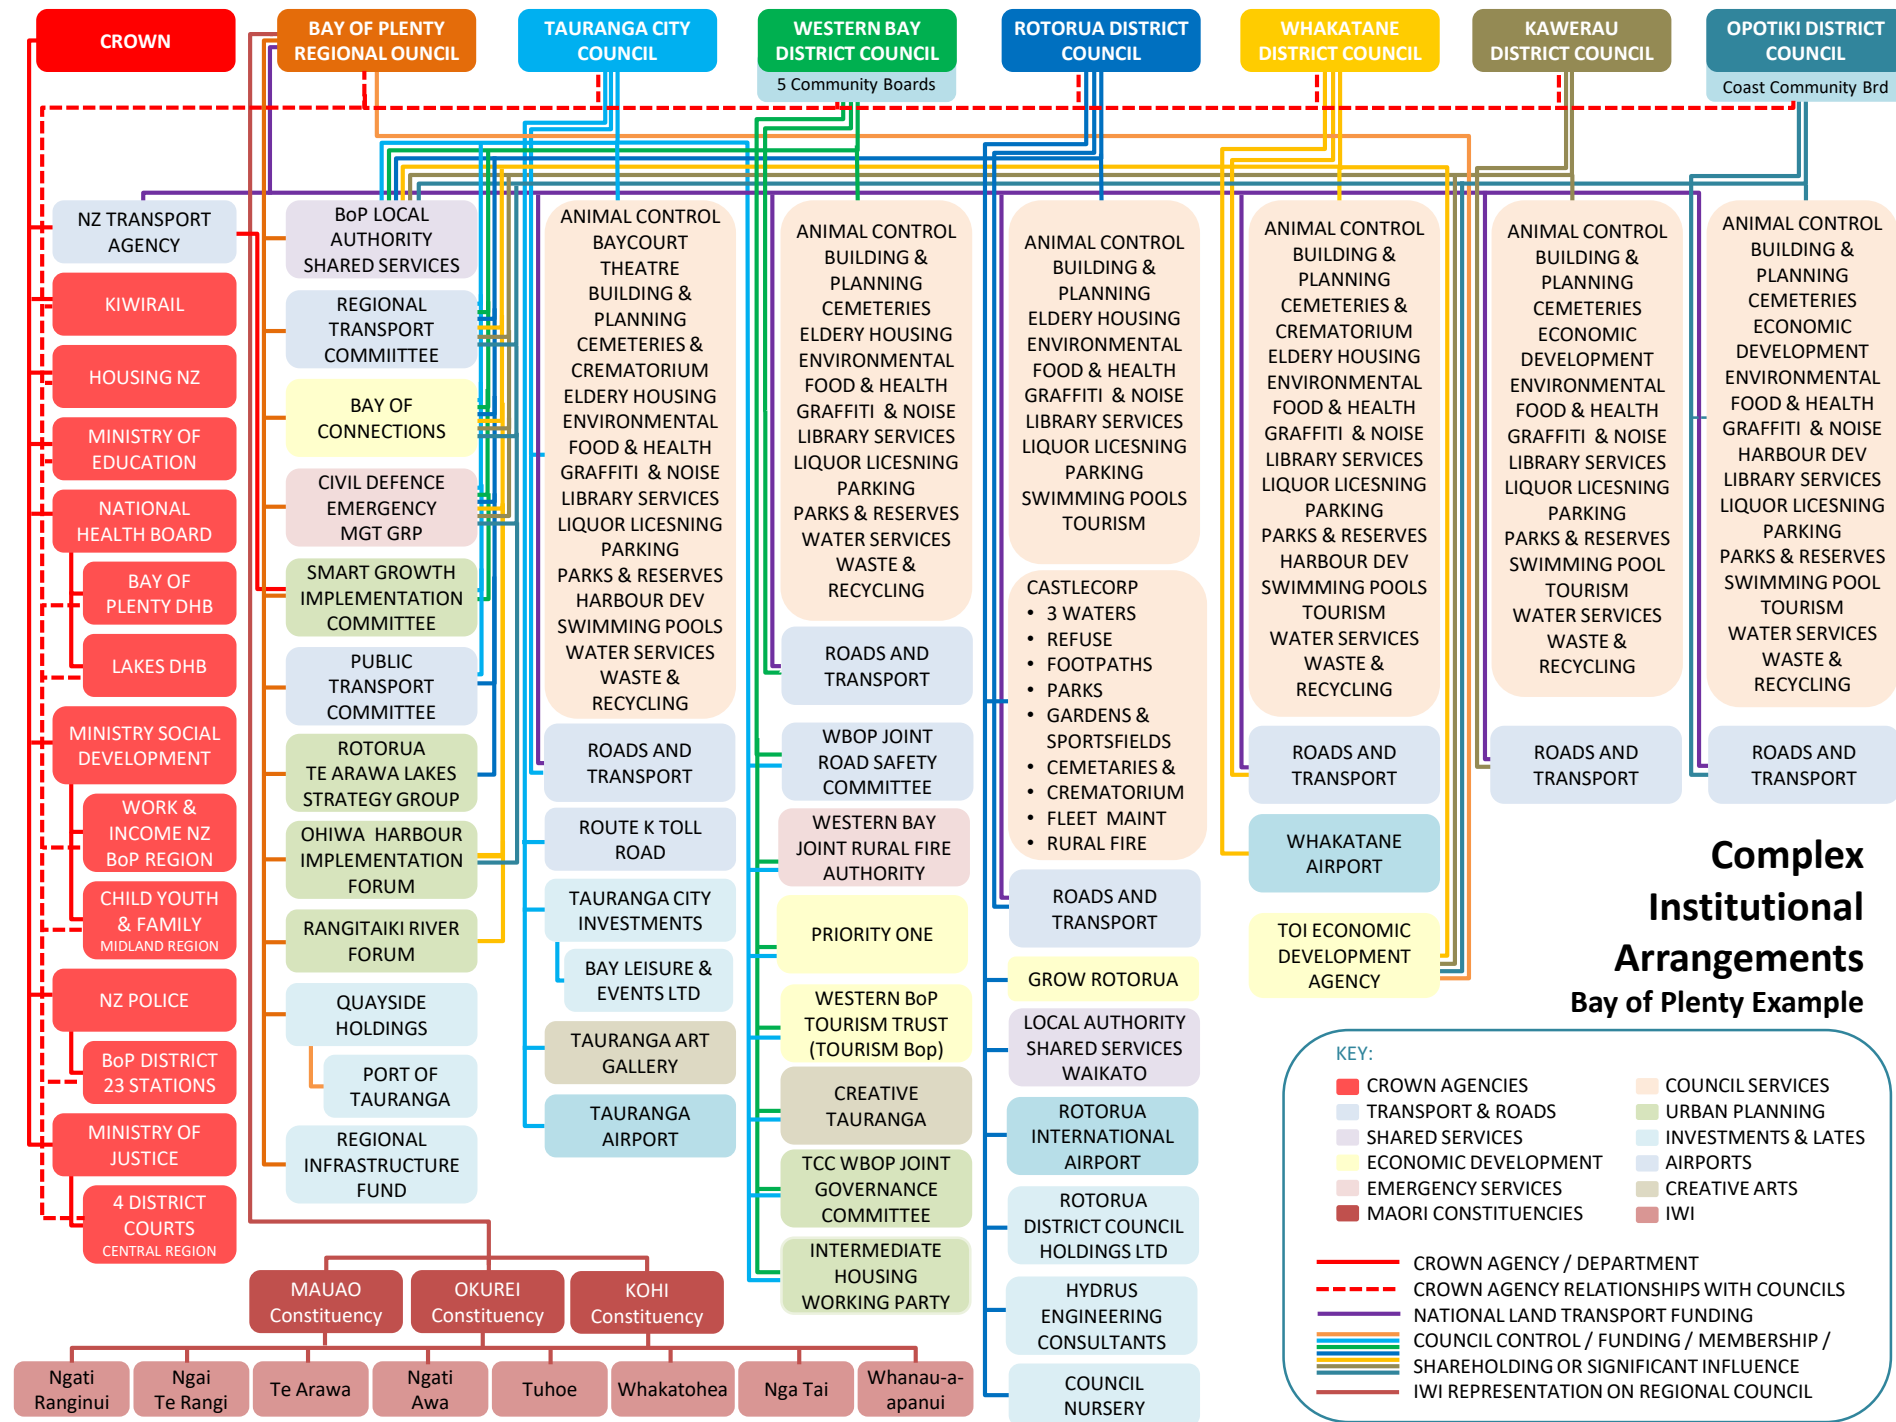 CROWN
BAY OF PLENTY
REGIONAL OUNCIL
TAURANGA CITY
COUNCIL
WESTERN BAY
DISTRICT COUNCIL
5 Community Boards
ROTORUA DISTRICT
COUNCIL
WHAKATANE
DISTRICT COUNCIL
KAWERAU
DISTRICT COUNCIL
OPOTIKI DISTRICT
COUNCIL
Coast Community Brd
NZ TRANSPORT
AGENCY
KIWIRAIL
HOUSING NZ
MINISTRY OF
EDUCATION
NATIONAL
HEALTH BOARD
BAY OF
PLENTY DHB
LAKES DHB
MINISTRY SOCIAL
DEVELOPMENT
WORK &
INCOME NZ
BoP REGION
CHILD YOUTH
& FAMILY
MIDLAND REGION
NZ POLICE
BoP DISTRICT
23 STATIONS
MINISTRY OF
JUSTICE
4 DISTRICT
COURTS
CENTRAL REGION
BoP LOCAL
AUTHORITY
SHARED SERVICES
REGIONAL
TRANSPORT
COMMITTEE
BAY OF
CONNECTIONS
CIVIL DEFENCE
EMERGENCY
MGT GRP
SMART GROWTH
IMPLEMENTATION
COMMITTEE
PUBLIC
TRANSPORT
COMMITTEE
ROTORUA
TE ARAWA LAKES
STRATEGY GROUP
OHIWA HARBOUR
IMPLEMENTATION
FORUM
RANGITAIKI RIVER
FORUM
QUAYSIDE
HOLDINGS
PORT OF
TAURANGA
REGIONAL
INFRASTRUCTURE
FUND
ANIMAL CONTROL
BAYCOURT
THEATRE
BUILDING &
PLANNING
CEMETERIES &
CREMATORIUM
ELDERY HOUSING
ENVIRONMENTAL
FOOD & HEALTH
GRAFFITI & NOISE
LIBRARY SERVICES
LIQUOR LICESNING
PARKING
PARKS & RESERVES
HARBOUR DEV
SWIMMING POOLS
WATER SERVICES
WASTE &
RECYCLING
ROADS AND
TRANSPORT
ROUTE K TOLL
ROAD
TAURANGA CITY
INVESTMENTS
BAY LEISURE &
EVENTS LTD
TAURANGA ART
GALLERY
TAURANGA
AIRPORT
ANIMAL CONTROL
BUILDING &
PLANNING
CEMETERIES
ELDERY HOUSING
ENVIRONMENTAL
FOOD & HEALTH
GRAFFITI & NOISE
LIBRARY SERVICES
LIQUOR LICESNING
PARKING
PARKS & RESERVES
WATER SERVICES
WASTE &
RECYCLING
ROADS AND
TRANSPORT
WBOP JOINT
ROAD SAFETY
COMMITTEE
WESTERN BAY
JOINT RURAL FIRE
AUTHORITY
PRIORITY ONE
WESTERN BoP
TOURISM TRUST
(TOURISM Bop)
CREATIVE
TAURANGA
TCC WBOP JOINT
GOVERNANCE
COMMITTEE
INTERMEDIATE
HOUSING
WORKING PARTY
ANIMAL CONTROL
BUILDING &
PLANNING
ELDERY HOUSING
ENVIRONMENTAL
FOOD & HEALTH
GRAFFITI & NOISE
LIBRARY SERVICES
LIQUOR LICESNING
PARKING
SWIMMING POOLS
TOURISM
CASTLECORP
• 3 WATERS
• REFUSE
• FOOTPATHS
• PARKS
• GARDENS &
SPORTSFIELDS
• CEMETARIES &
• CREMATORIUM
• FLEET MAINT
• RURAL FIRE
ROADS AND
TRANSPORT
GROW ROTORUA
LOCAL AUTHORITY
SHARED SERVICES
WAIKATO
ROTORUA
INTERNATIONAL
AIRPORT
ROTORUA
DISTRICT COUNCIL
HOLDINGS LTD
HYDRUS
ENGINEERING
CONSULTANTS
COUNCIL
NURSERY
ANIMAL CONTROL
BUILDING &
PLANNING
CEMETERIES &
CREMATORIUM
ELDERY HOUSING
ENVIRONMENTAL
FOOD & HEALTH
GRAFFITI & NOISE
LIBRARY SERVICES
LIQUOR LICESNING
PARKING
PARKS & RESERVES
HARBOUR DEV
SWIMMING POOLS
TOURISM
WATER SERVICES
WASTE &
RECYCLING
ROADS AND
TRANSPORT
WHAKATANE
AIRPORT
TOI ECONOMIC
DEVELOPMENT
AGENCY
ANIMAL CONTROL
BUILDING &
PLANNING
CEMETERIES
ECONOMIC
DEVELOPMENT
ENVIRONMENTAL
FOOD & HEALTH
GRAFFITI & NOISE
LIBRARY SERVICES
LIQUOR LICESNING
PARKING
PARKS & RESERVES
SWIMMING POOL
TOURISM
WATER SERVICES
WASTE &
RECYCLING
ROADS AND
TRANSPORT
ANIMAL CONTROL
BUILDING &
PLANNING
CEMETERIES
ECONOMIC
DEVELOPMENT
ENVIRONMENTAL
FOOD & HEALTH
GRAFFITI & NOISE
HARBOUR DEV
LIBRARY SERVICES
LIQUOR LICESNING
PARKING
PARKS & RESERVES
SWIMMING POOL
TOURISM
WATER SERVICES
WASTE &
RECYCLING
ROADS AND
TRANSPORT
Complex
Institutional
Arrangements
Bay of Plenty Example
KEY:
CROWN AGENCIES
TRANSPORT & ROADS
SHARED SERVICES
ECONOMIC DEVELOPMENT
EMERGENCY SERVICES
MAORI CONSTITUENCIES
COUNCIL SERVICES
URBAN PLANNING
INVESTMENTS & LATES
AIRPORTS
CREATIVE ARTS
IWI
CROWN AGENCY / DEPARTMENT
CROWN AGENCY RELATIONSHIPS WITH COUNCILS
NATIONAL LAND TRANSPORT FUNDING
COUNCIL CONTROL / FUNDING / MEMBERSHIP /
SHAREHOLDING OR SIGNIFICANT INFLUENCE
IWI REPRESENTATION ON REGIONAL COUNCIL
MAUAO
Constituency
OKUREI
Constituency
KOHI
Constituency
Ngati
Ranginui
Ngai
Te Rangi
Te Arawa
Ngati
Awa
Tuhoe
Whakatohea
Nga Tai
Whanau-a-
apanui